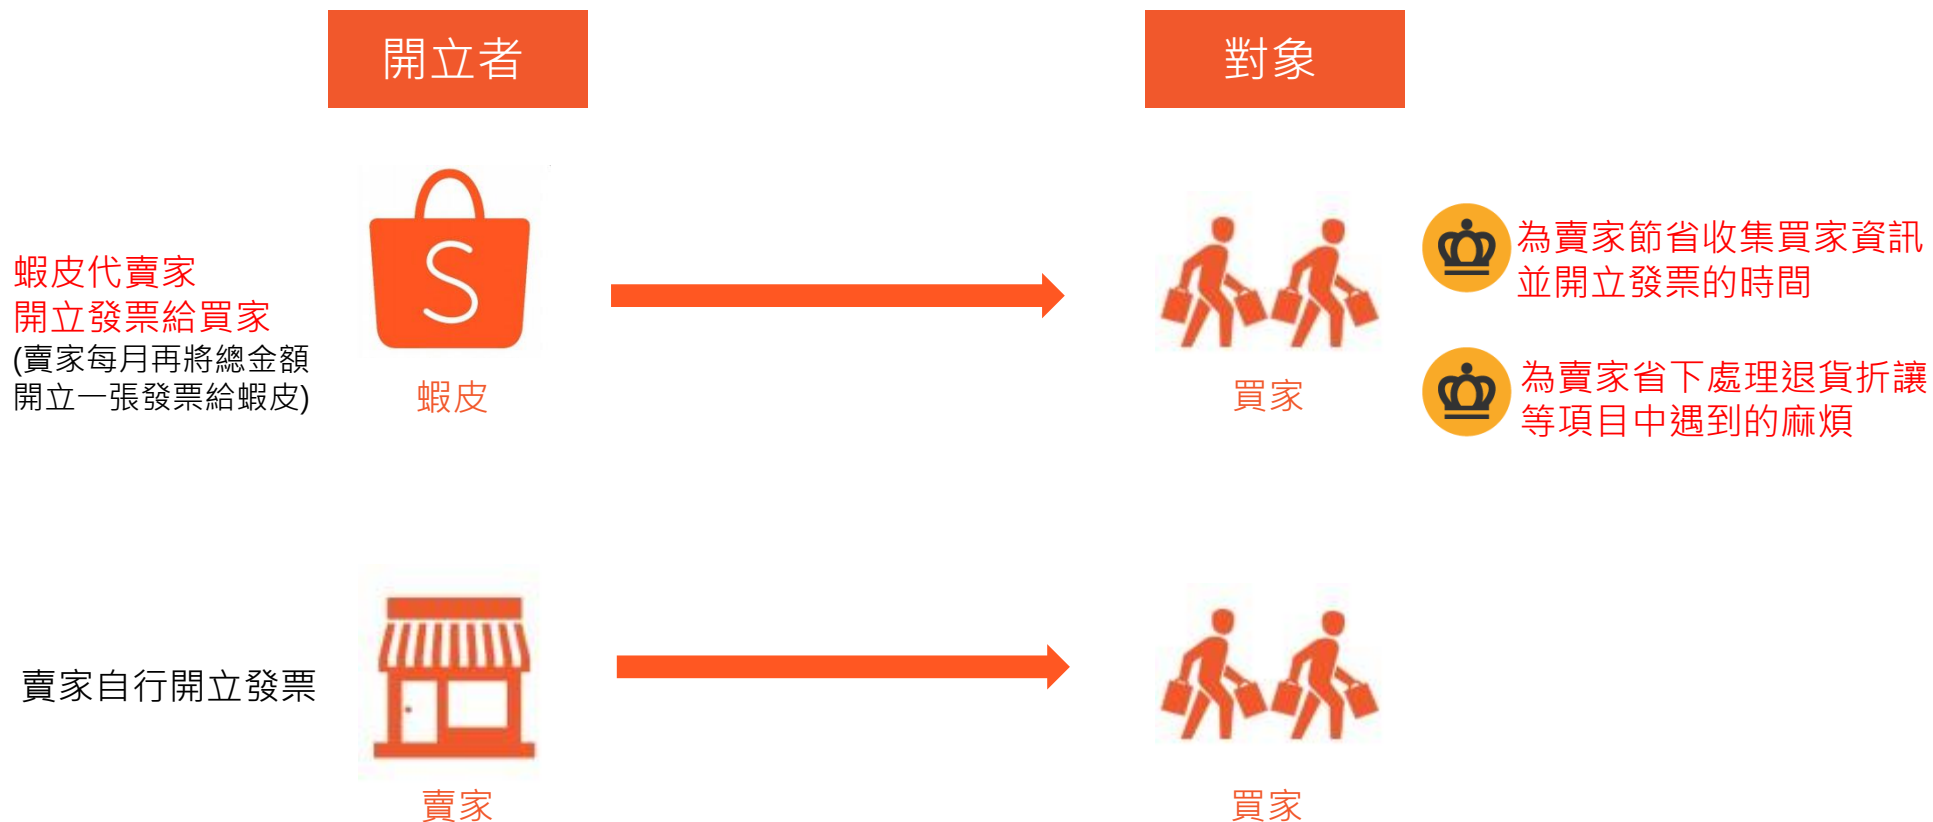 開立者
對象
蝦皮代賣家
開立發票給買家
(賣家每月再將總金額
開立一張發票給蝦皮)
S
蝦皮
買家
為賣家節省收集買家資訊
並開立發票的時間
為賣家省下處理退貨折讓
等項目中遇到的麻煩
賣家自行開立發票
賣家
買家